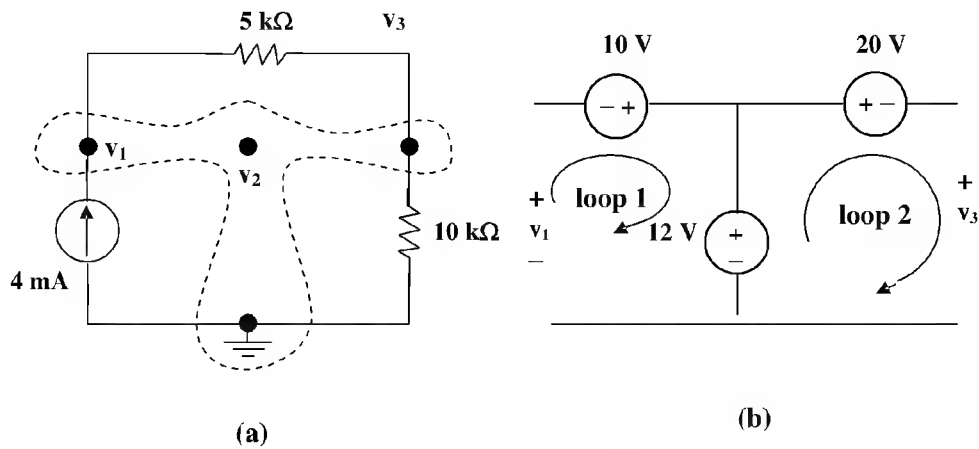 5 kΩ
v₃
v₁
v₂
10 kΩ
4 mA
(a)
10 V
20 V
– +
+ –
+
v₁
–
loop 1
12 V
+
–
loop 2
+
v₃
–
(b)